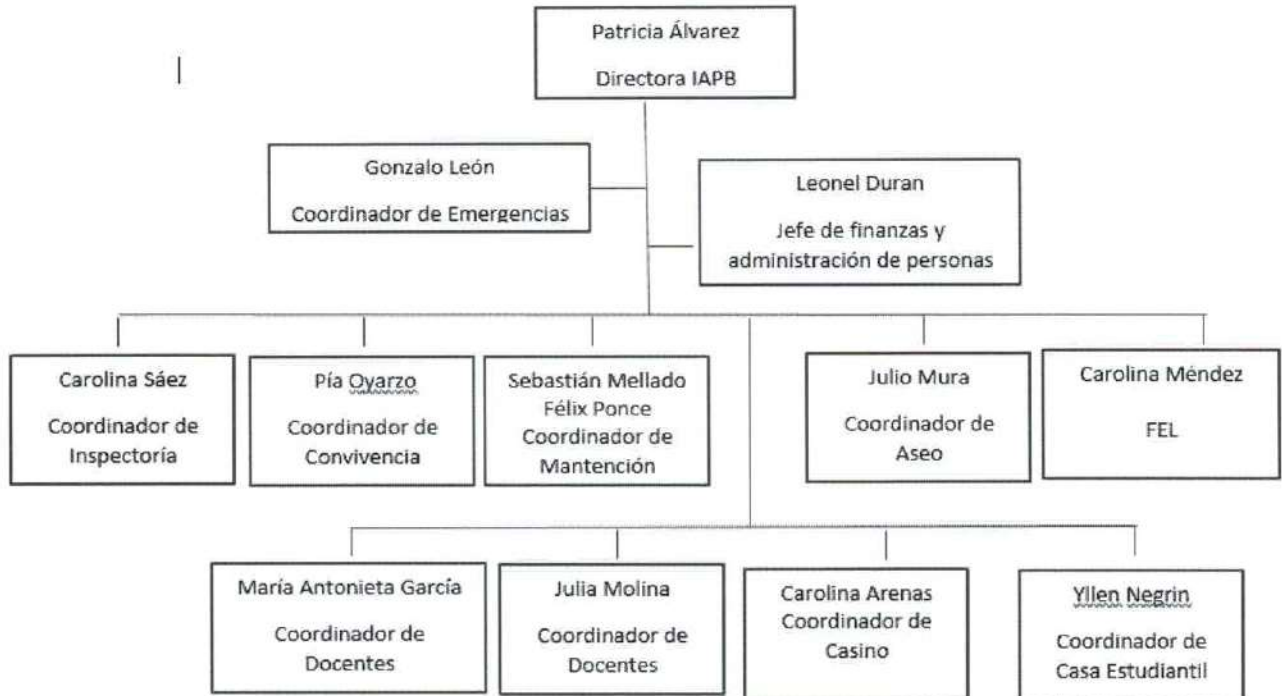 Patricia Álvarez
Directora IAPB
Gonzalo León
Coordinador de Emergencias
Leonel Duran
Jefe de finanzas y
administración de personas
Carolina Sáez
Coordinador de
Inspectoría
Pía Oyarzo
Coordinador de
Convivencia
Sebastián Mellado
Félix Ponce
Coordinador de
Mantención
Julio Mura
Coordinador de
Aseo
Carolina Méndez
FEL
María Antonieta García
Coordinador de
Docentes
Julia Molina
Coordinador de
Docentes
Carolina Arenas
Coordinador de
Casino
Yllen Negrin
Coordinador de
Casa Estudiantil